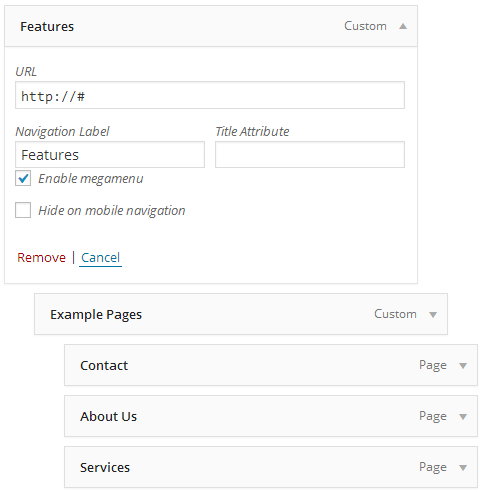 Features Custom
URL
http://#
Navigation Label Title Attribute
Features
Enable megamenu
Hide on mobile navigation
Remove | Cancel
Example Pages Custom
Contact Page
About Us Page
Services Page